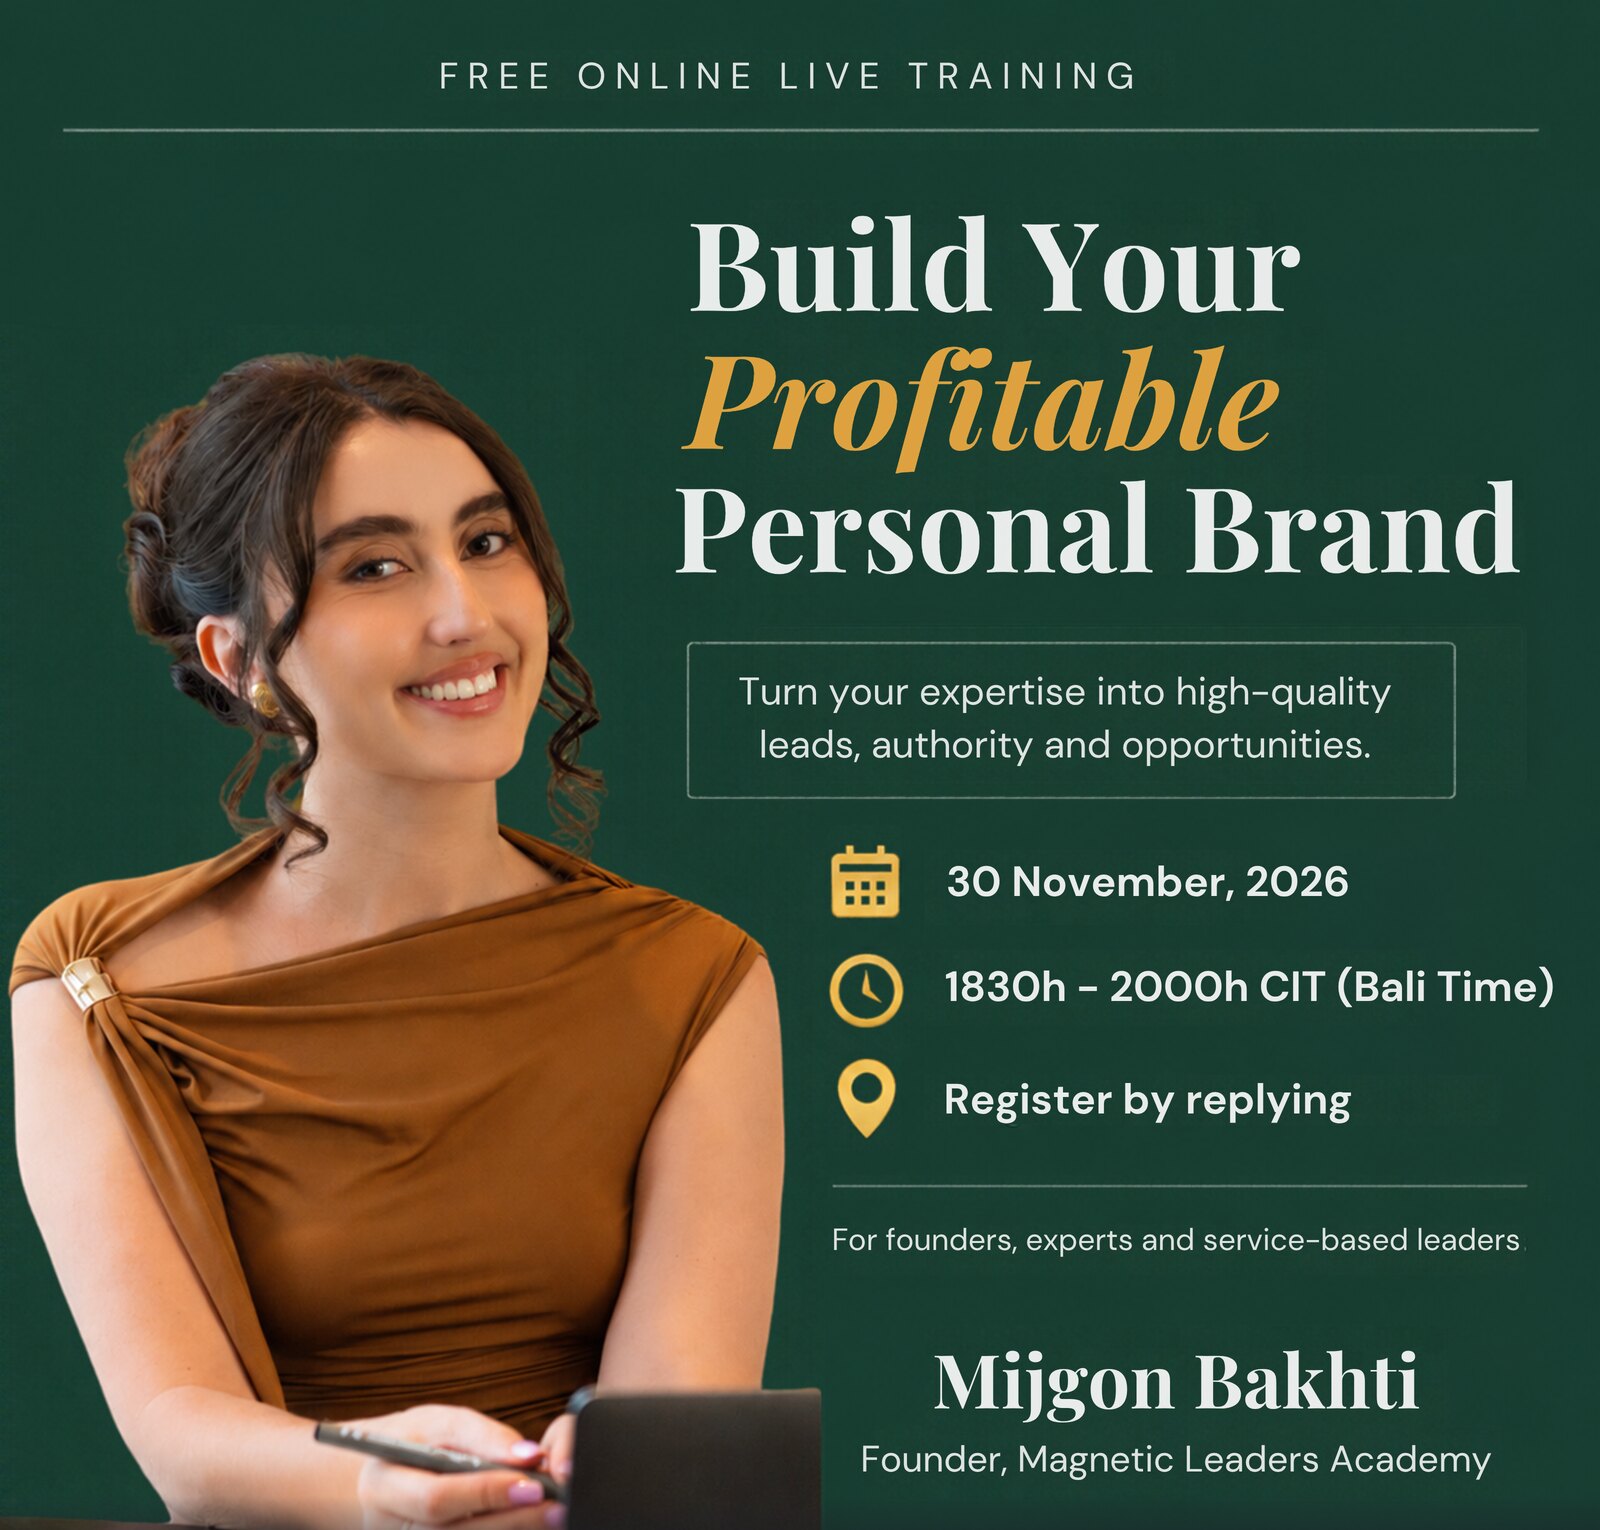 FREE ONLINE LIVE TRAINING
Build Your
Profitable
Personal Brand
Turn your expertise into high-quality
leads, authority and opportunities.
30 November, 2026
1830h - 2000h CIT (Bali Time)
Register by replying
For founders, experts and service-based leaders
Mijgon Bakhti
Founder, Magnetic Leaders Academy